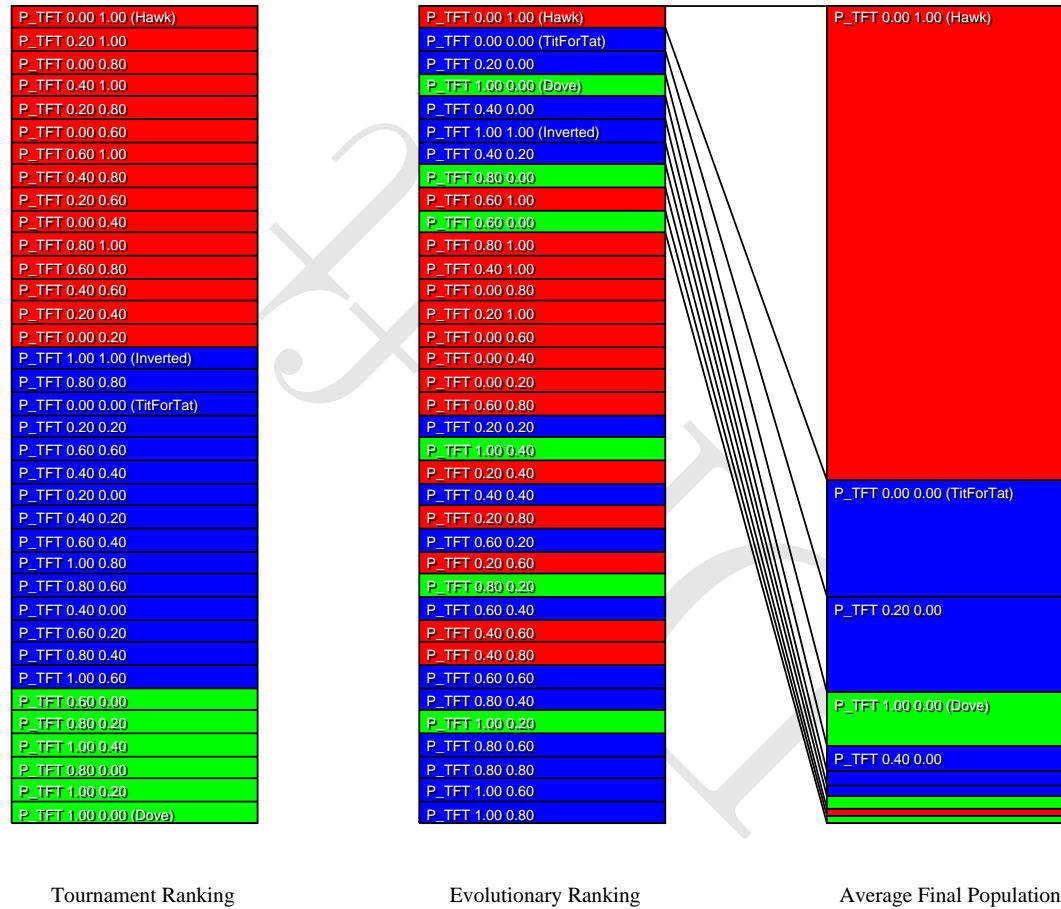 P_TFT 0.00 1.00 (Hawk)
P_TFT 0.20 1.00
P_TFT 0.00 0.80
P_TFT 0.40 1.00
P_TFT 0.20 0.80
P_TFT 0.00 0.60
P_TFT 0.60 1.00
P_TFT 0.40 0.80
P_TFT 0.20 0.60
P_TFT 0.00 0.40
P_TFT 0.80 1.00
P_TFT 0.60 0.80
P_TFT 0.40 0.60
P_TFT 0.20 0.40
P_TFT 0.00 0.20
P_TFT 1.00 1.00 (Inverted)
P_TFT 0.80 0.80
P_TFT 0.00 0.00 (TitForTat)
P_TFT 0.20 0.20
P_TFT 0.60 0.60
P_TFT 0.40 0.40
P_TFT 0.20 0.00
P_TFT 0.40 0.20
P_TFT 0.60 0.40
P_TFT 1.00 0.80
P_TFT 0.80 0.60
P_TFT 0.40 0.00
P_TFT 0.60 0.20
P_TFT 0.80 0.40
P_TFT 1.00 0.60
P_TFT 0.60 0.00
P_TFT 0.80 0.20
P_TFT 1.00 0.40
P_TFT 0.80 0.00
P_TFT 1.00 0.20
P_TFT 1.00 0.00 (Dove)
Tournament Ranking
P_TFT 0.00 1.00 (Hawk)
P_TFT 0.00 0.00 (TitForTat)
P_TFT 0.20 0.00
P_TFT 1.00 0.00 (Dove)
P_TFT 0.40 0.00
P_TFT 1.00 1.00 (Inverted)
P_TFT 0.40 0.20
P_TFT 0.80 0.00
P_TFT 0.60 1.00
P_TFT 0.60 0.00
P_TFT 0.80 1.00
P_TFT 0.40 1.00
P_TFT 0.00 0.80
P_TFT 0.20 1.00
P_TFT 0.00 0.60
P_TFT 0.00 0.40
P_TFT 0.00 0.20
P_TFT 0.60 0.80
P_TFT 0.20 0.20
P_TFT 1.00 0.40
P_TFT 0.20 0.40
P_TFT 0.40 0.40
P_TFT 0.20 0.80
P_TFT 0.60 0.20
P_TFT 0.20 0.60
P_TFT 0.80 0.20
P_TFT 0.60 0.40
P_TFT 0.40 0.60
P_TFT 0.40 0.80
P_TFT 0.60 0.60
P_TFT 0.80 0.40
P_TFT 1.00 0.20
P_TFT 0.80 0.60
P_TFT 0.80 0.80
P_TFT 1.00 0.60
P_TFT 1.00 0.80
Evolutionary Ranking
P_TFT 0.00 1.00 (Hawk)
P_TFT 0.00 0.00 (TitForTat)
P_TFT 0.20 0.00
P_TFT 1.00 0.00 (Dove)
P_TFT 0.40 0.00
Average Final Population